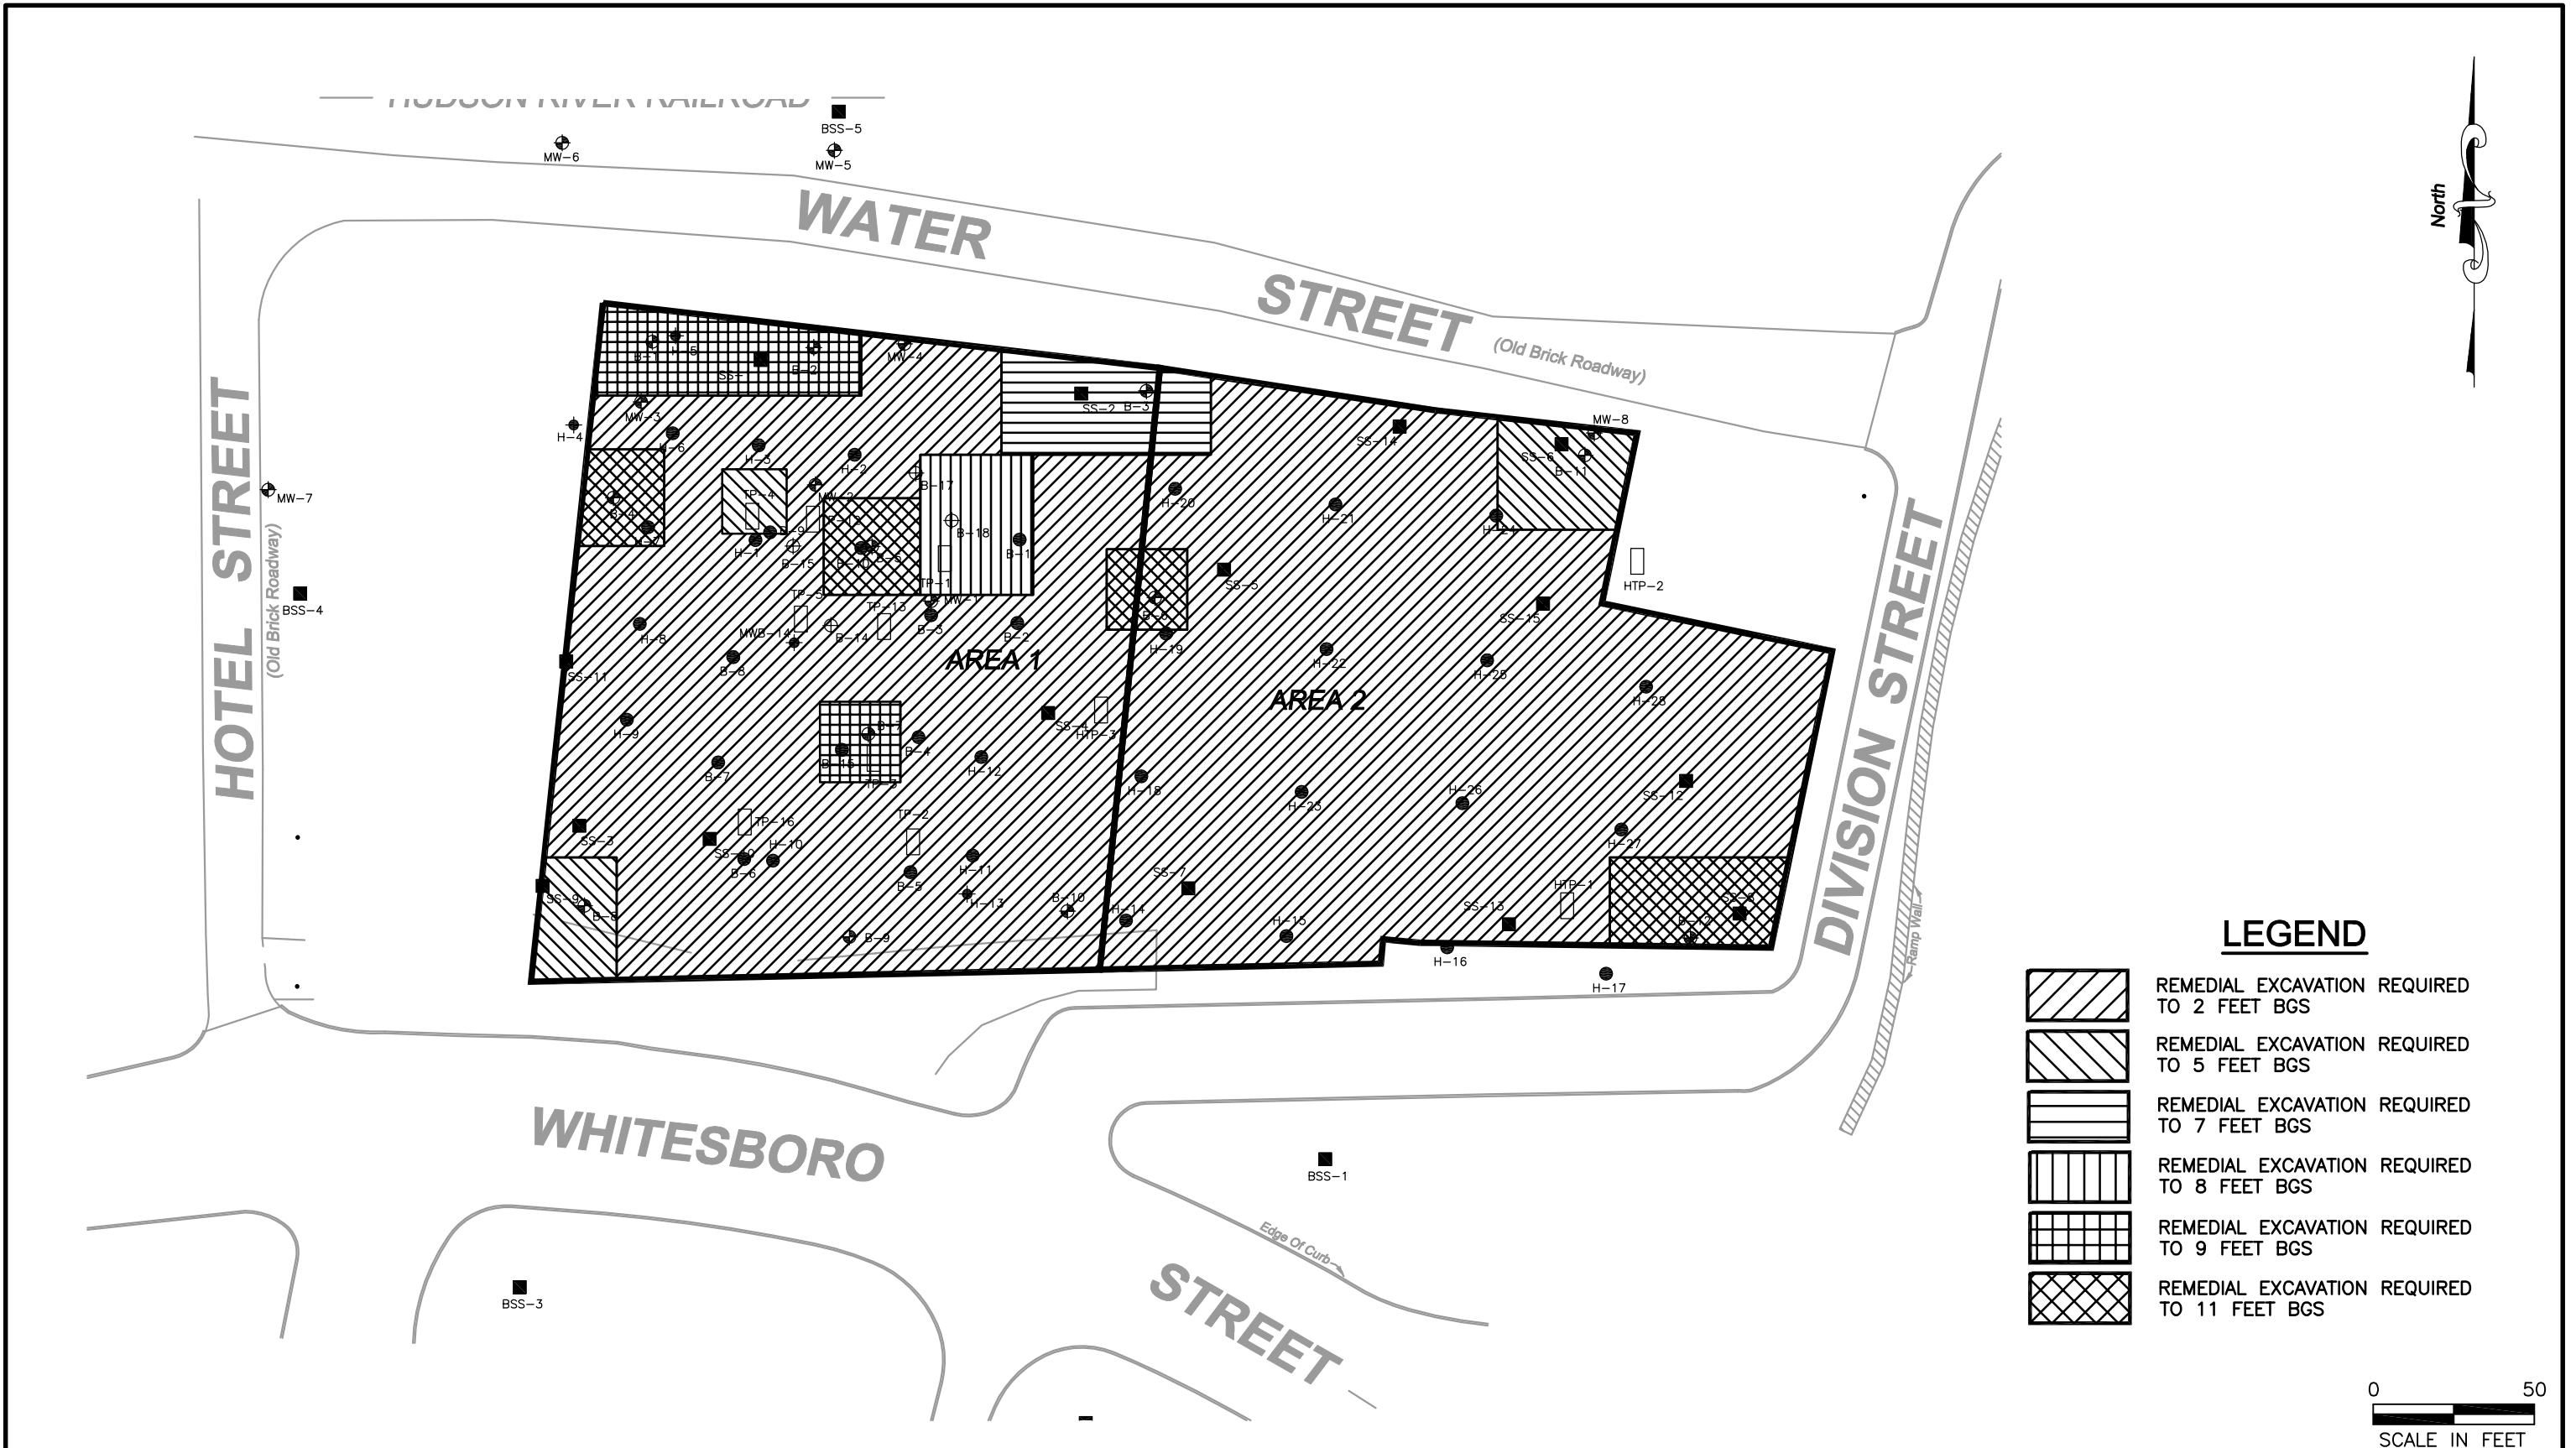 HUDSON RIVER RAILROAD
BSS-5
MW-6
MW-5
North
WATER
STREET
(Old Brick Roadway)
MW-4
B-1
H-5
SS-
B-2
MW-3
H-4
SS-2
B-3
MW-8
SS-14
SS-6
B-11
H-6
H-3
H-2
B-17
TP-4
MW-2
H-20
H-21
H-24
HOTEL STREET
(Old Brick Roadway)
MW-7
BSS-4
B-4
H-7
B-9
H-1
B-15
H-10
B-18
B-1
TP-1
SS-5
HTP-2
MW-1
TP-13
B-3
B-2
H-19
SS-15
H-8
MWB-14
B-14
B-8
AREA 1
H-22
H-25
SS-11
AREA 2
H-28
DIVISION STREET
H-9
SS-4
HTP-3
B-4
H-12
B-7
TP-3
H-18
H-23
H-26
SS-12
TP-2
TP-16
SS-3
H-10
B-6
H-11
B-5
H-13
B-10
SS-7
H-27
HTP-1
SS-9
B-8
B-9
H-14
H-15
SS-13
SS-8
B-12
H-16
H-17
Ramp Wall
WHITESBORO
STREET
BSS-1
Edge Of Curb
BSS-3
LEGEND
REMEDIAL EXCAVATION REQUIRED
TO 2 FEET BGS
REMEDIAL EXCAVATION REQUIRED
TO 5 FEET BGS
REMEDIAL EXCAVATION REQUIRED
TO 7 FEET BGS
REMEDIAL EXCAVATION REQUIRED
TO 8 FEET BGS
REMEDIAL EXCAVATION REQUIRED
TO 9 FEET BGS
REMEDIAL EXCAVATION REQUIRED
TO 11 FEET BGS
0 50
SCALE IN FEET